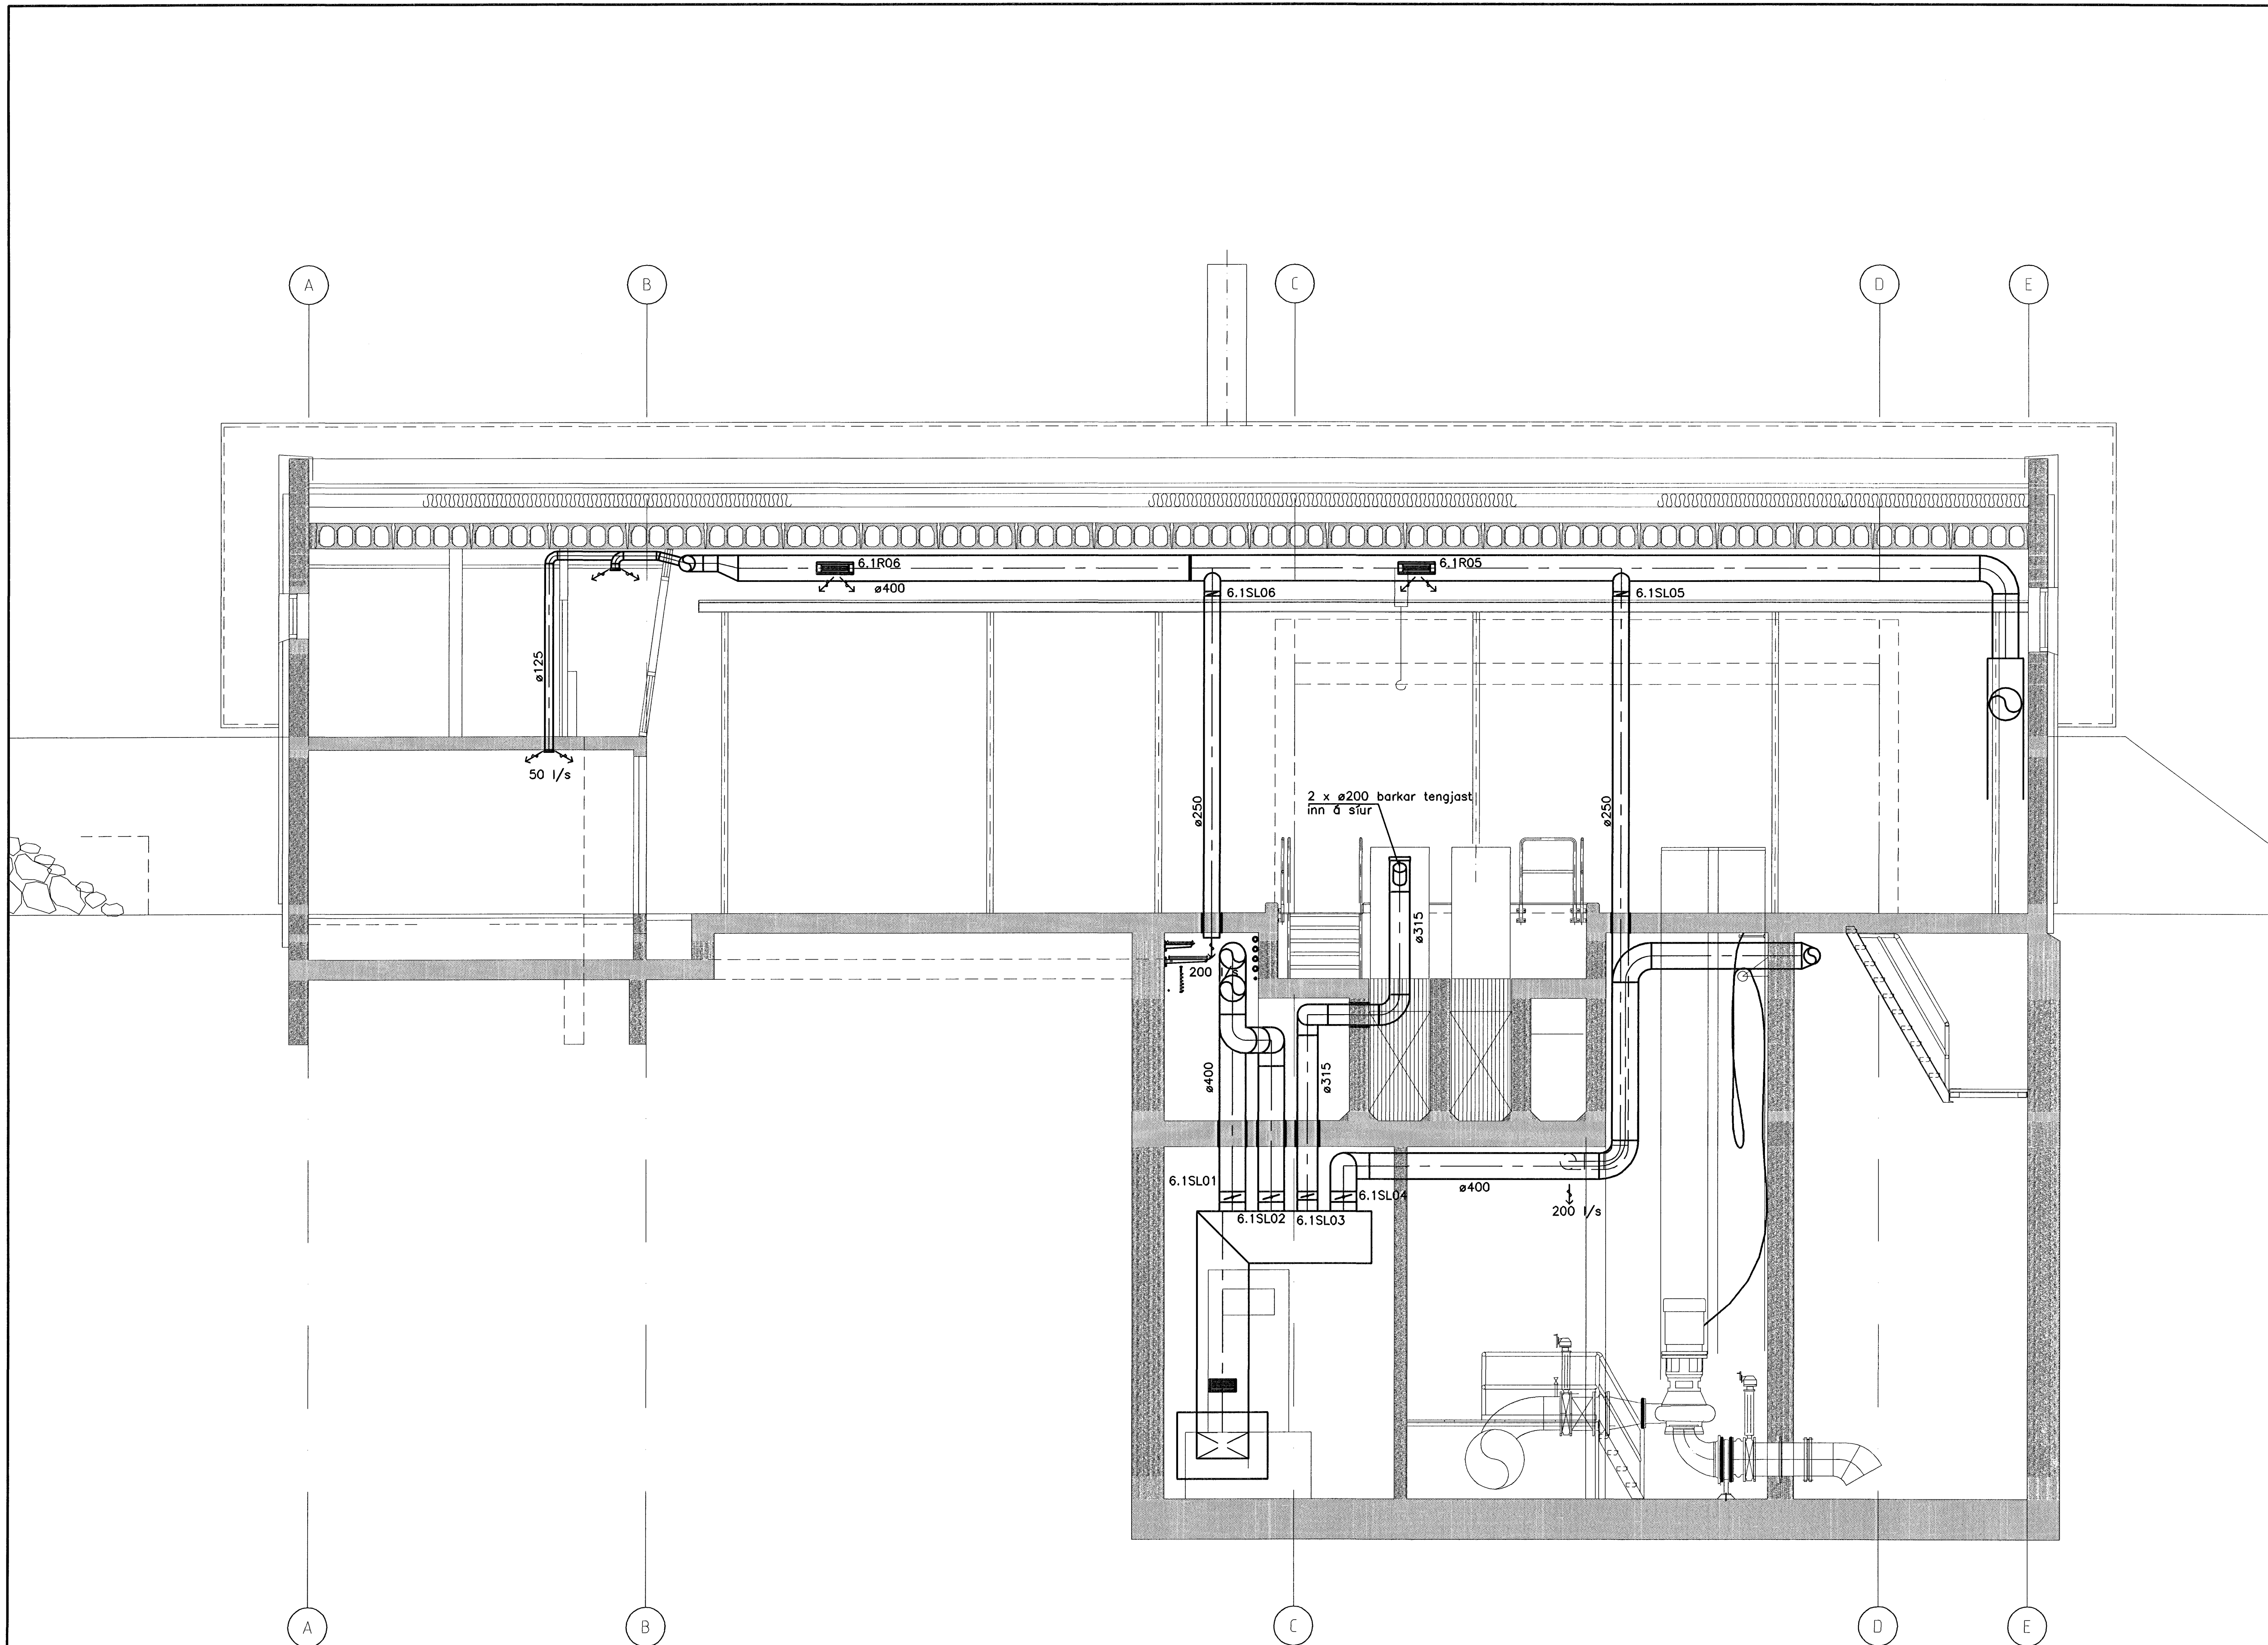 A
B
C
D
E
6.1R06
ø400
6.1R05
6.1SL06
6.1SL05
ø125
50 l/s
ø250
2 x ø200 barkar tengjast
inn á síur
ø250
ø315
200 l/s
ø400
ø315
6.1SL01
6.1SL02
6.1SL03
6.1SL04
ø400
200 l/s
A
B
C
D
E